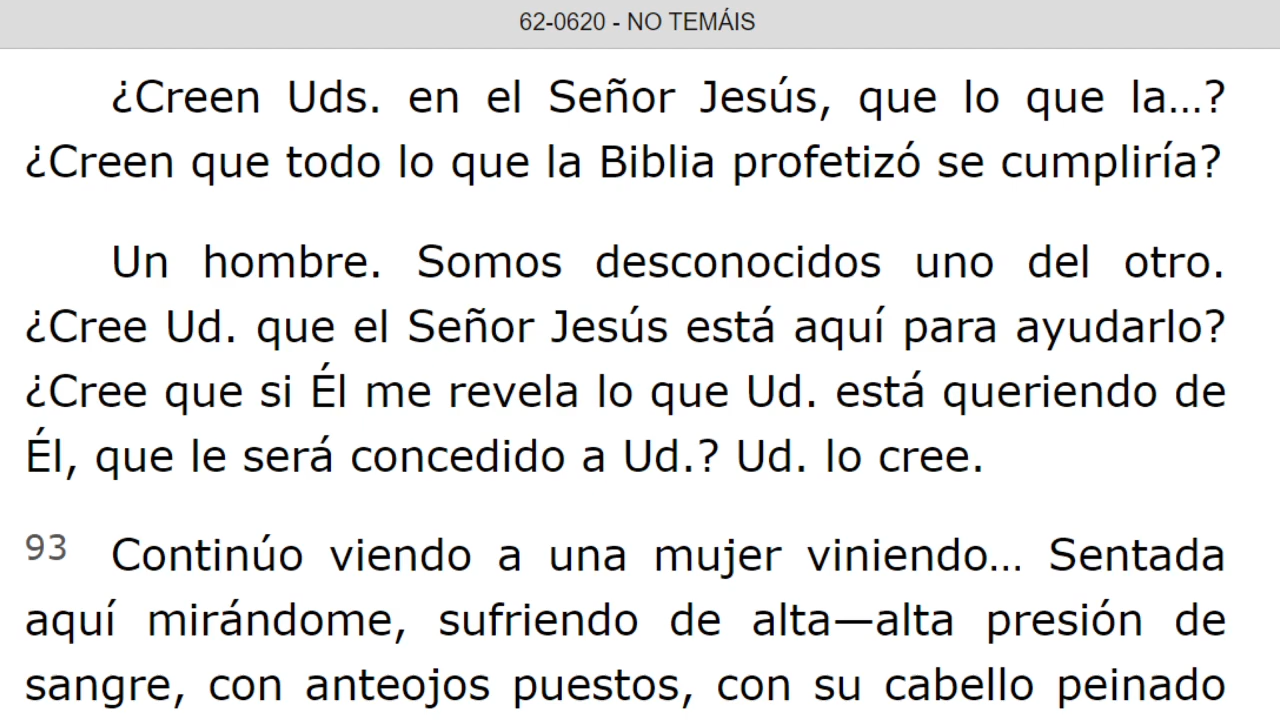 62-0620 - NO TEMÁIS
¿Creen Uds. en el Señor Jesús, que lo que la…?
¿Creen que todo lo que la Biblia profetizó se cumpliría?
Un hombre. Somos desconocidos uno del otro.
¿Cree Ud. que el Señor Jesús está aquí para ayudarlo?
¿Cree que si Él me revela lo que Ud. está queriendo de
Él, que le será concedido a Ud.? Ud. lo cree.
93 Continúo viendo a una mujer viniendo… Sentada
aquí mirándome, sufriendo de alta—alta presión de
sangre, con anteojos puestos, con su cabello peinado